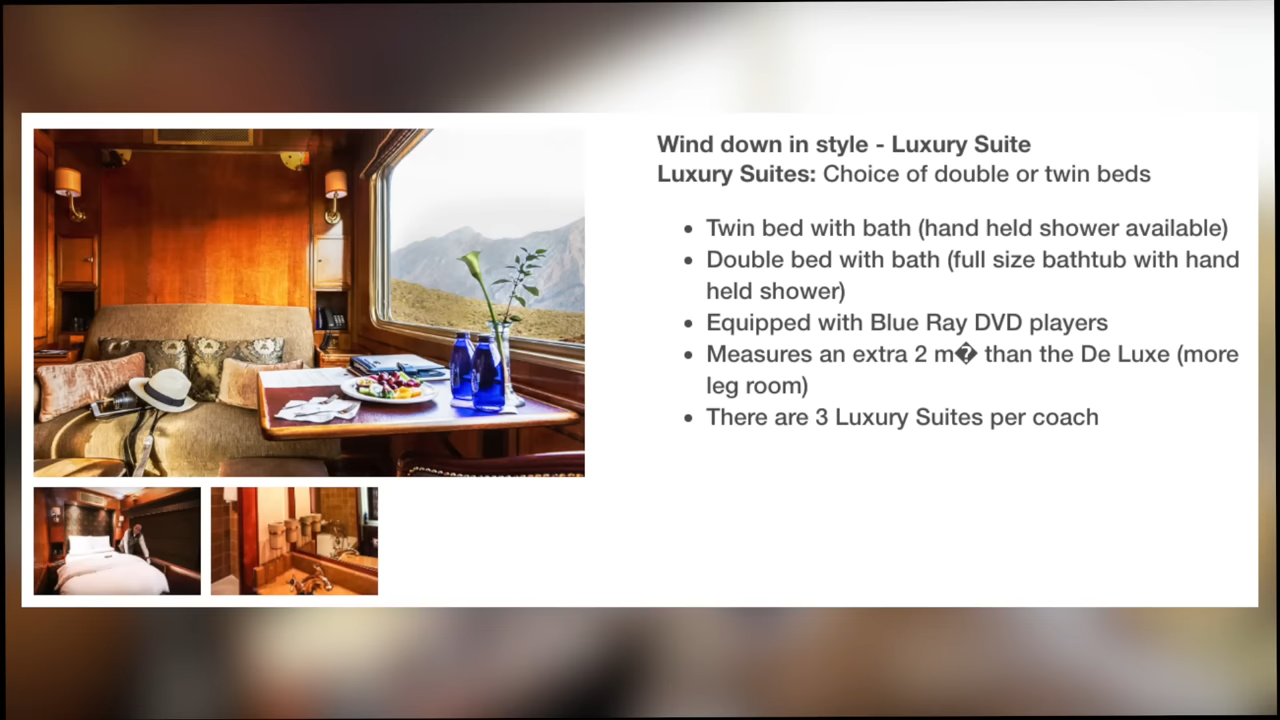 Wind down in style - Luxury Suite
Luxury Suites: Choice of double or twin beds
• Twin bed with bath (hand held shower available)
• Double bed with bath (full size bathtub with hand
held shower)
• Equipped with Blue Ray DVD players
• Measures an extra 2 m� than the De Luxe (more
leg room)
• There are 3 Luxury Suites per coach